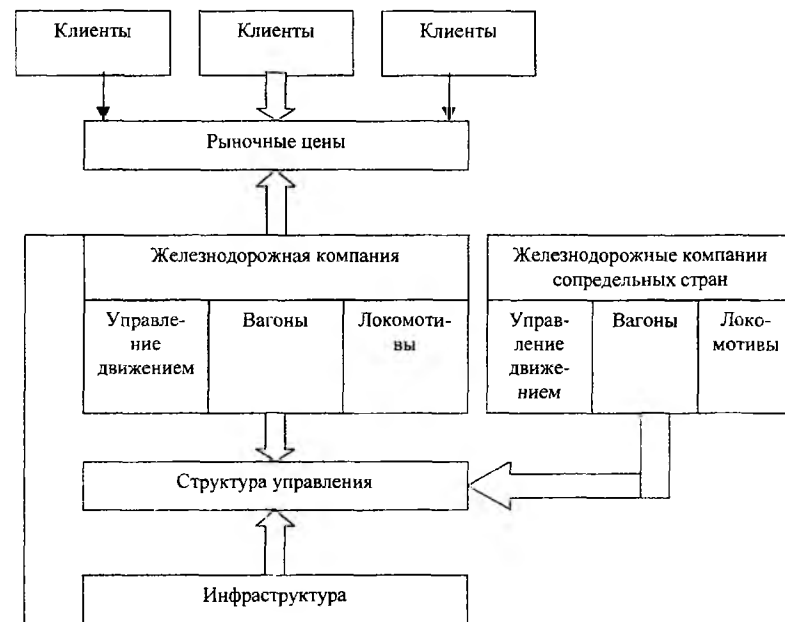 Клиенты
Клиенты
Клиенты
Рыночные цены
Железнодорожная компания
Управле-
ние
движением
Вагоны
Локомоти-
вы
Железнодорожные компании
сопредельных стран
Управ-
ление
движе-
нием
Вагоны
Локо-
мотивы
Структура управления
Инфраструктура